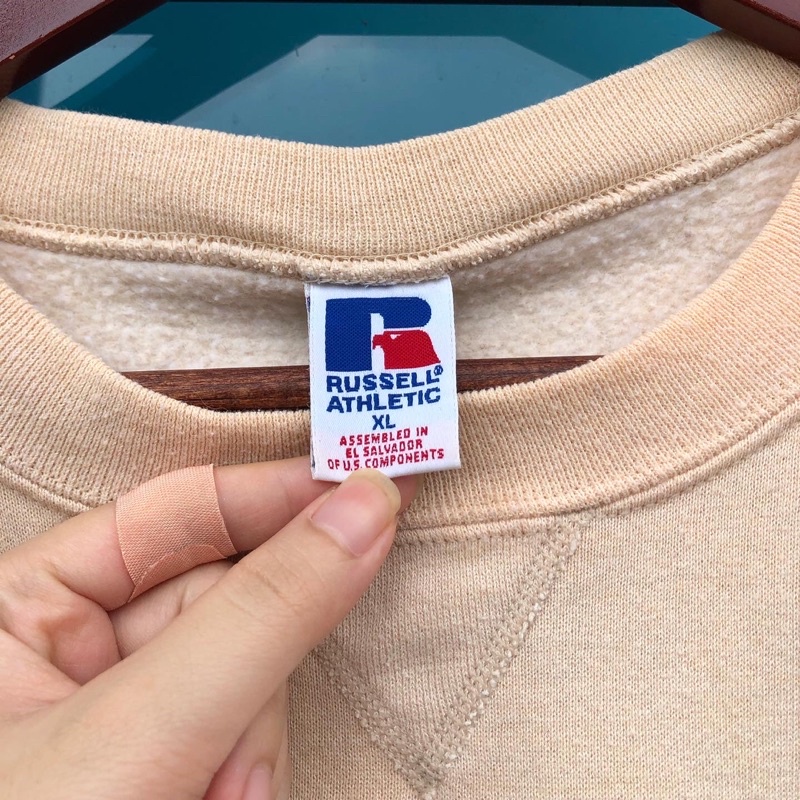 R
RUSSELL®
ATHLETIC
XL
ASSEMBLED IN
EL SALVADOR
OF U.S. COMPONENTS